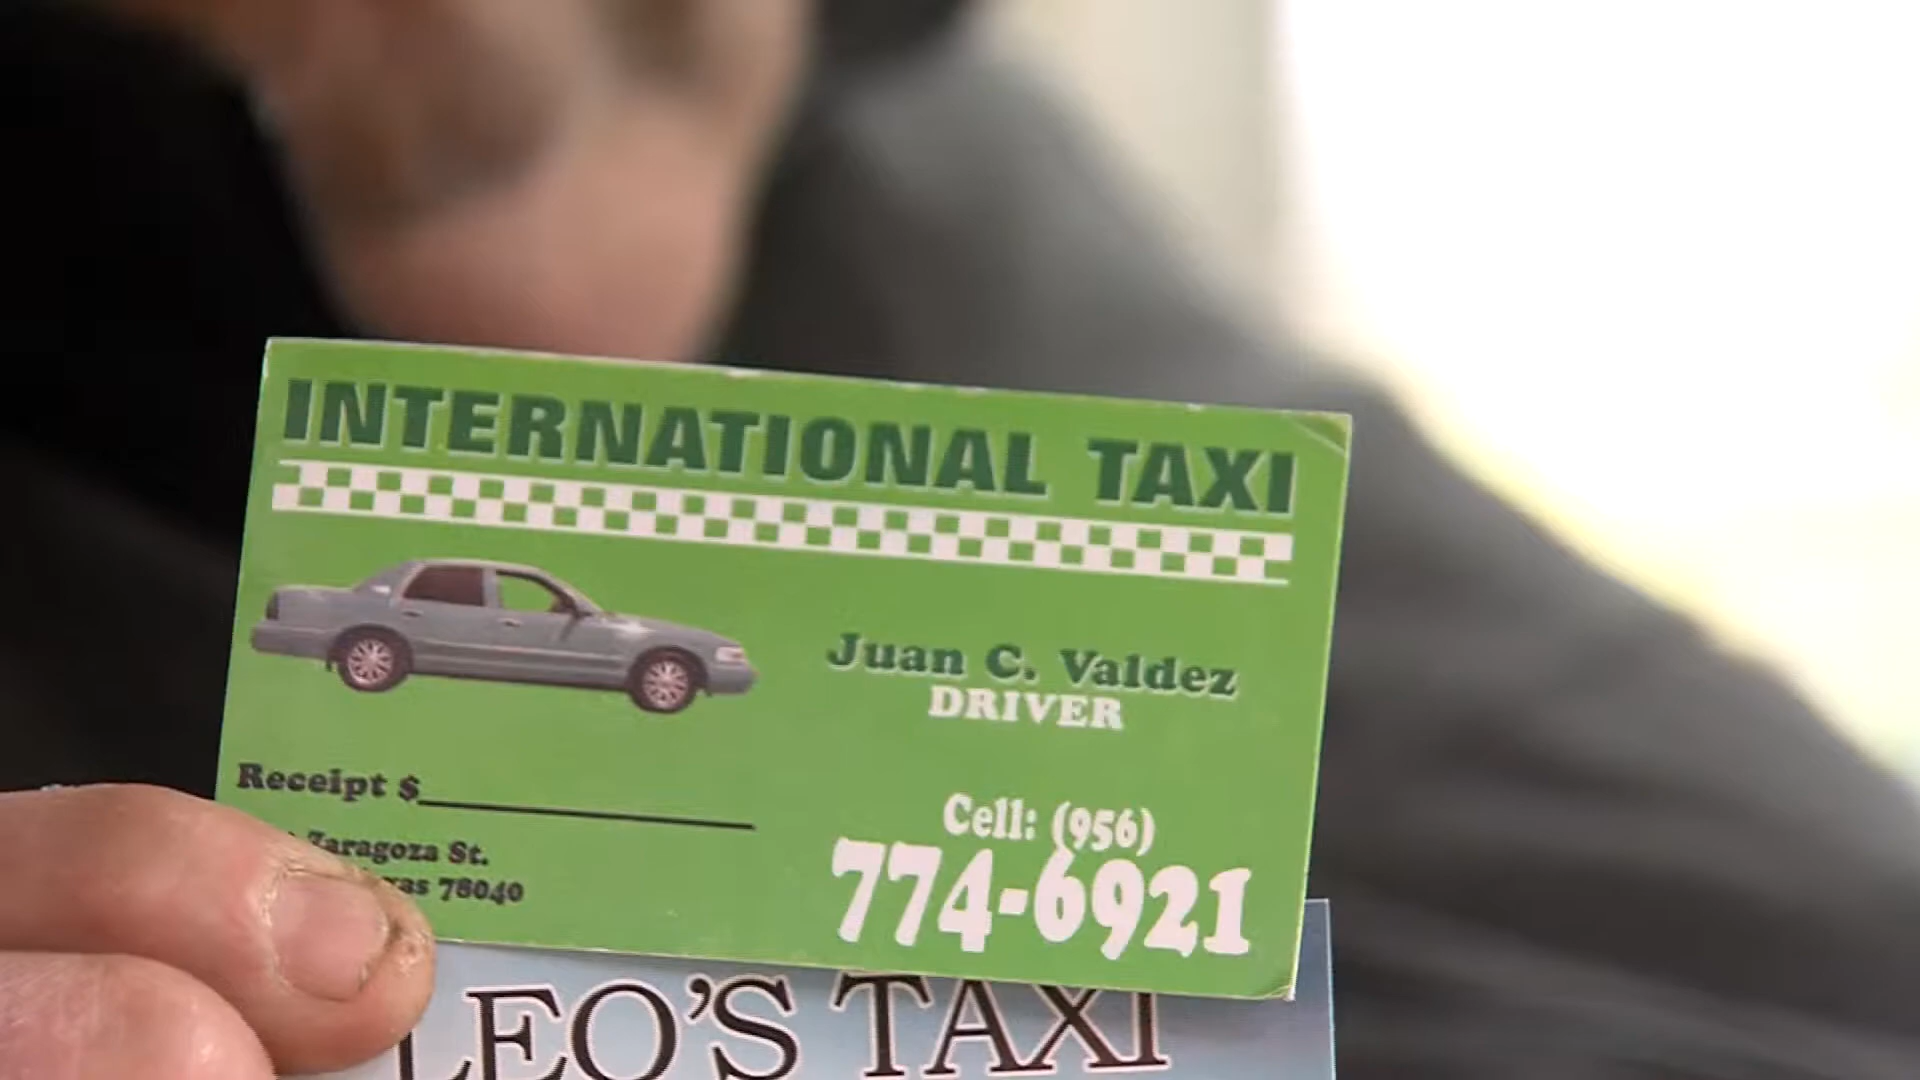 INTERNATIONAL TAXI
Juan C. Valdez
DRIVER
Receipt $
Cell: (956)
774-6921
Zaragoza St.
78040
LEO'S TAXI